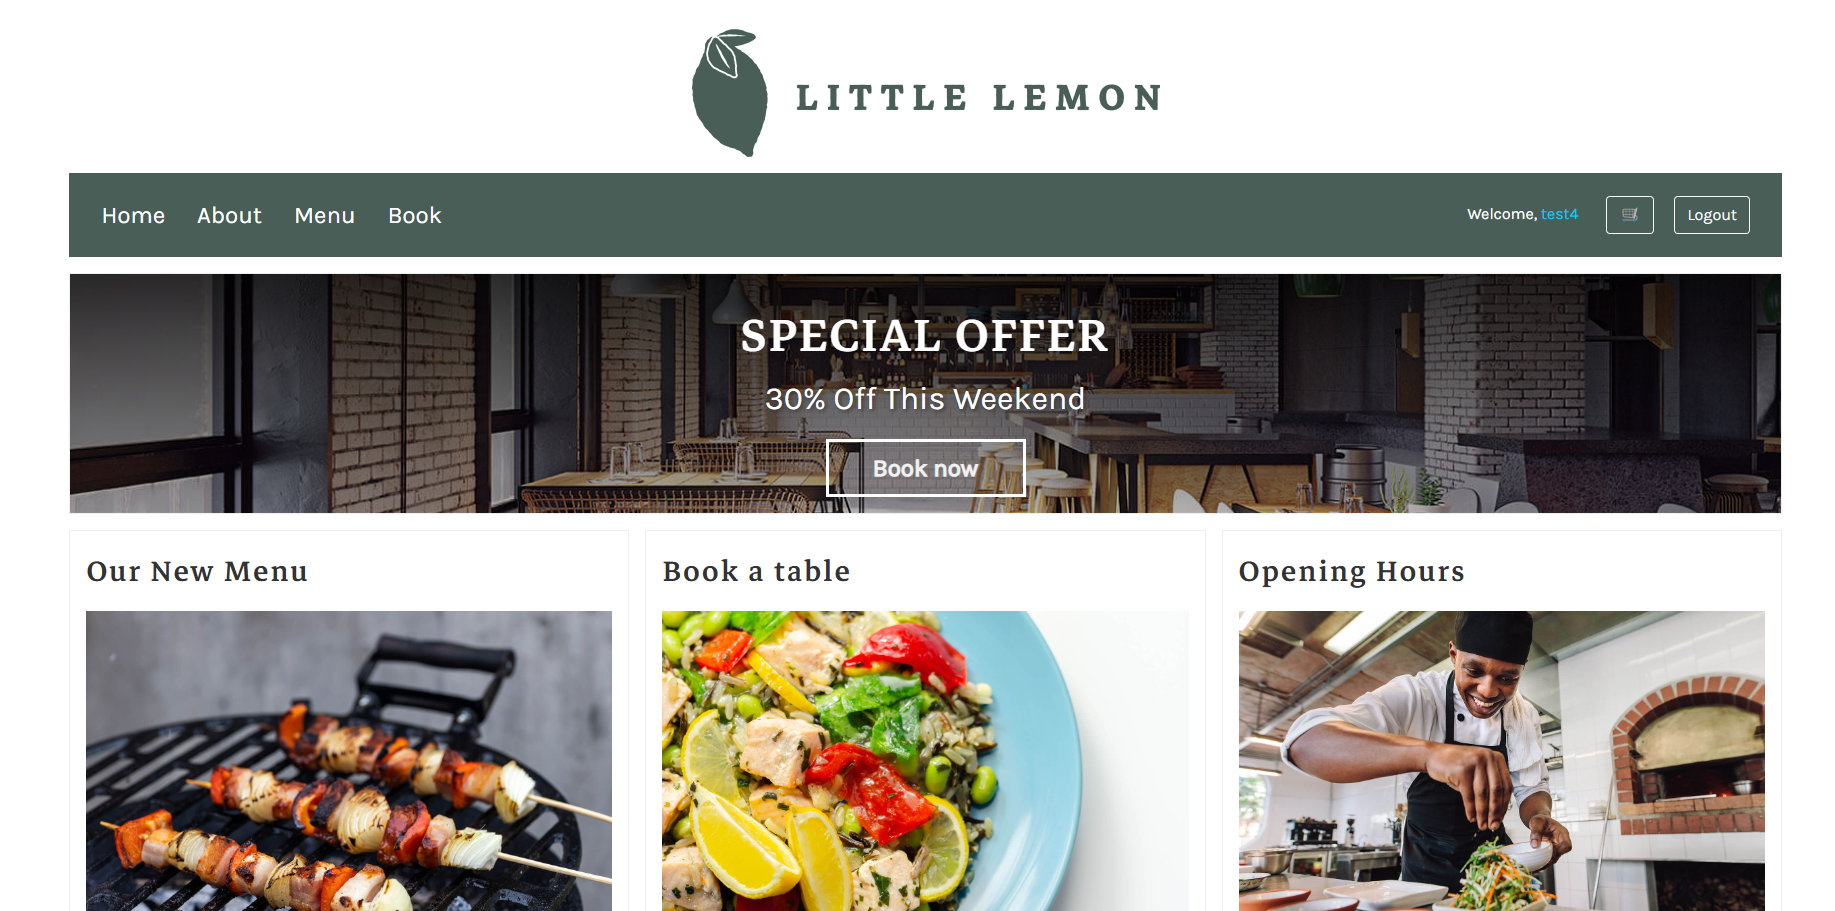 LITTLE LEMON
Home About Menu Book Welcome, test4 Logout
SPECIAL OFFER
30% Off This Weekend
Book now
Our New Menu Book a table Opening Hours